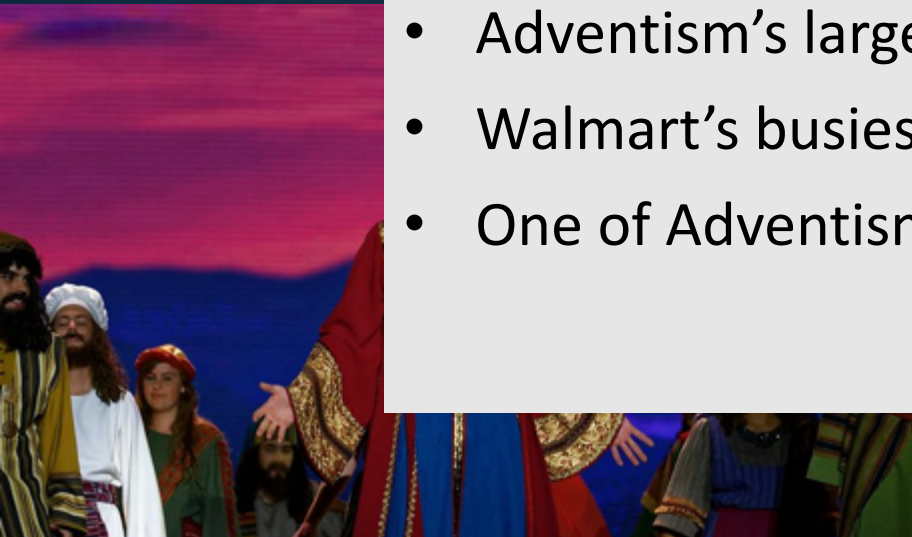 • Adventism's large
• Walmart's busies
• One of Adventism